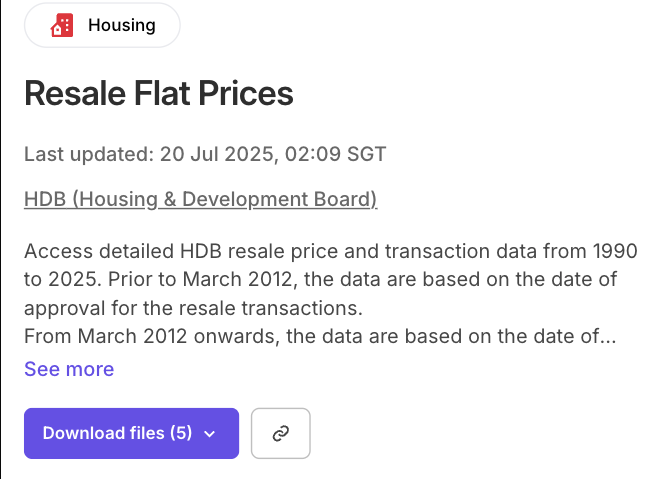 Housing
Resale Flat Prices
Last updated: 20 Jul 2025, 02:09 SGT
HDB (Housing & Development Board)
Access detailed HDB resale price and transaction data from 1990
to 2025. Prior to March 2012, the data are based on the date of
approval for the resale transactions.
From March 2012 onwards, the data are based on the date of...
See more
Download files (5)